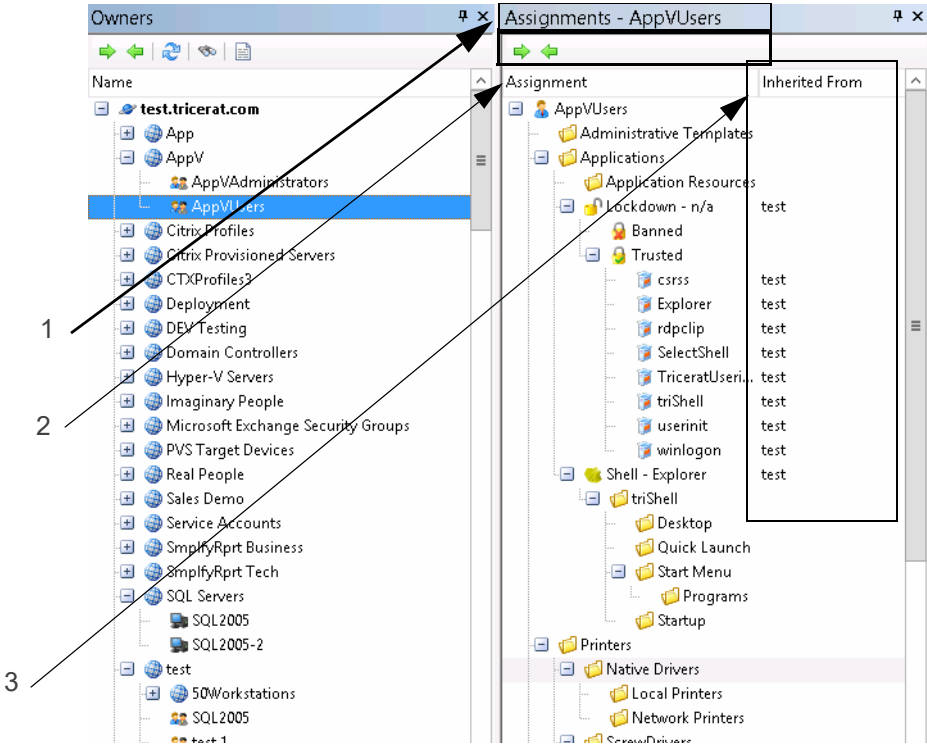 Owners
Name
test.tricerat.com
App
AppV
AppVAdministrators
AppVUsers
Citrix Profiles
Citrix Provisioned Servers
CTXProfiles3
Deployment
DEV Testing
Domain Controllers
Hyper-V Servers
Imaginary People
Microsoft Exchange Security Groups
PVS Target Devices
Real People
Sales Demo
Service Accounts
SmplfyRprt Business
SmplfyRprt Tech
SQL Servers
SQL2005
SQL2005-2
test
50Workstations
SQL2005
test 1
Assignments - AppVUsers
Assignment Inherited From
AppVUsers
Administrative Templates
Applications
Application Resources
Lockdown - n/a test
Banned
Trusted
csrss test
Explorer test
rdpclip test
SelectShell test
TriceratUseri... test
triShell test
userinit test
winlogon test
Shell - Explorer test
triShell
Desktop
Quick Launch
Start Menu
Programs
Startup
Printers
Native Drivers
Local Printers
Network Printers
ScrewDrivers
1
2
3